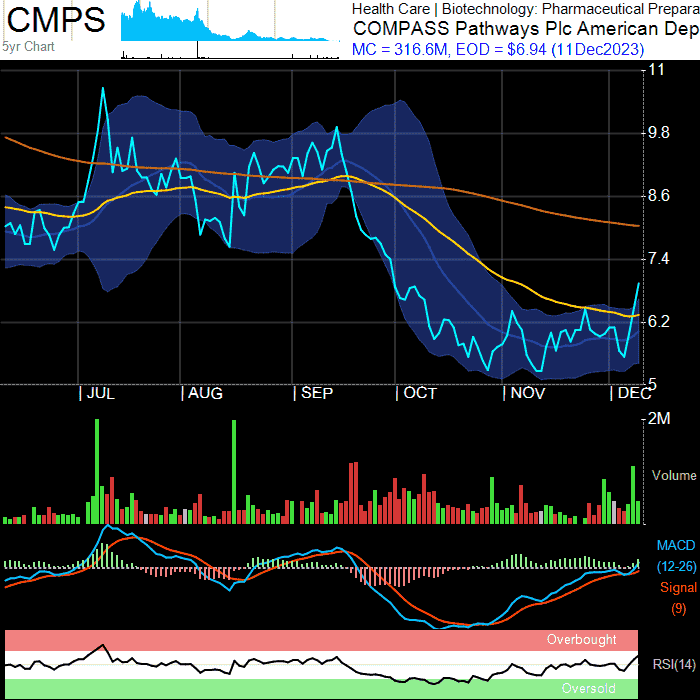 CMPS
5yr Chart
Health Care | Biotechnology: Pharmaceutical Prepara
COMPASS Pathways Plc American Dep
MC = 316.6M, EOD = $6.94 (11Dec2023)
11
9.8
8.6
7.4
6.2
5
| JUL | AUG | SEP | OCT | NOV | DEC
2M
Volume
MACD
(12-26)
Signal
(9)
Overbought
RSI(14)
Oversold